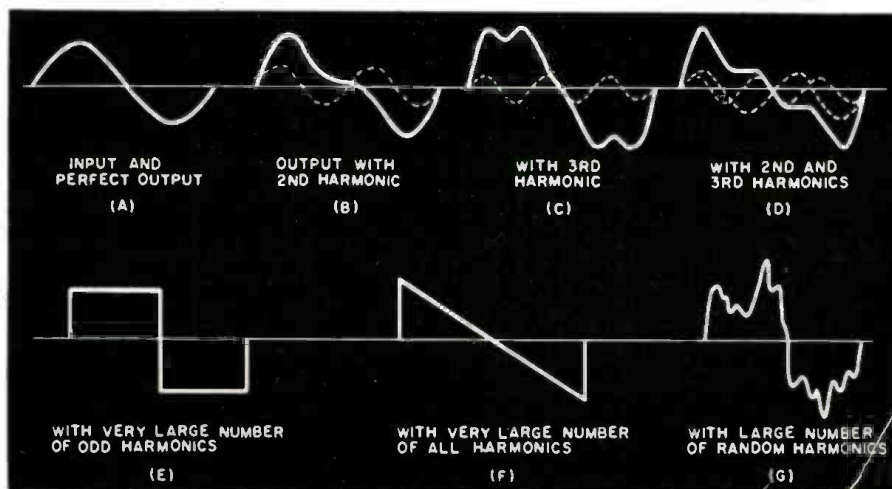 INPUT AND
PERFECT OUTPUT
(A)
OUTPUT WITH
2ND HARMONIC
(B)
WITH 3RD
HARMONIC
(C)
WITH 2ND AND
3RD HARMONICS
(D)
WITH VERY LARGE NUMBER
OF ODD HARMONICS
(E)
WITH VERY LARGE NUMBER
OF ALL HARMONICS
(F)
WITH LARGE NUMBER
OF RANDOM HARMONICS
(G)